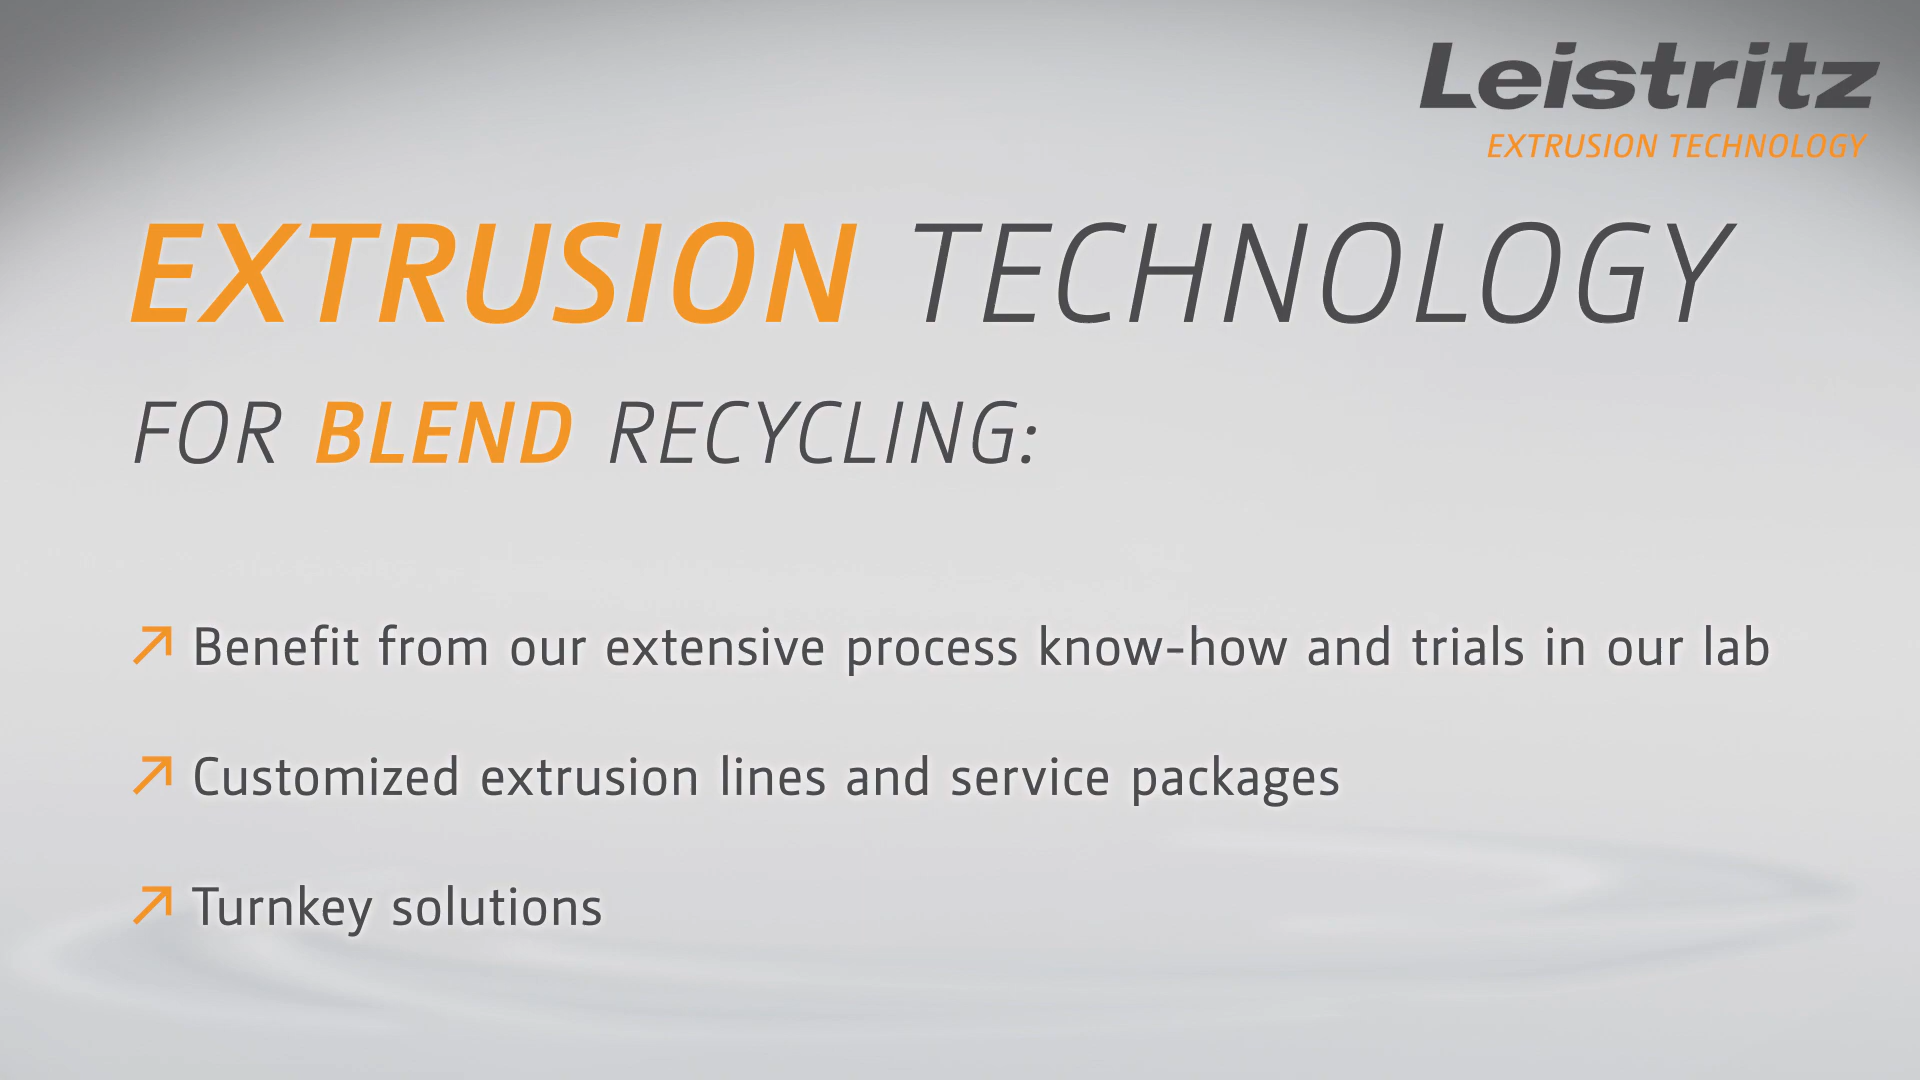 Leistritz
EXTRUSION TECHNOLOGY
EXTRUSION TECHNOLOGY
FOR BLEND RECYCLING:
Benefit from our extensive process know-how and trials in our lab
Customized extrusion lines and service packages
Turnkey solutions